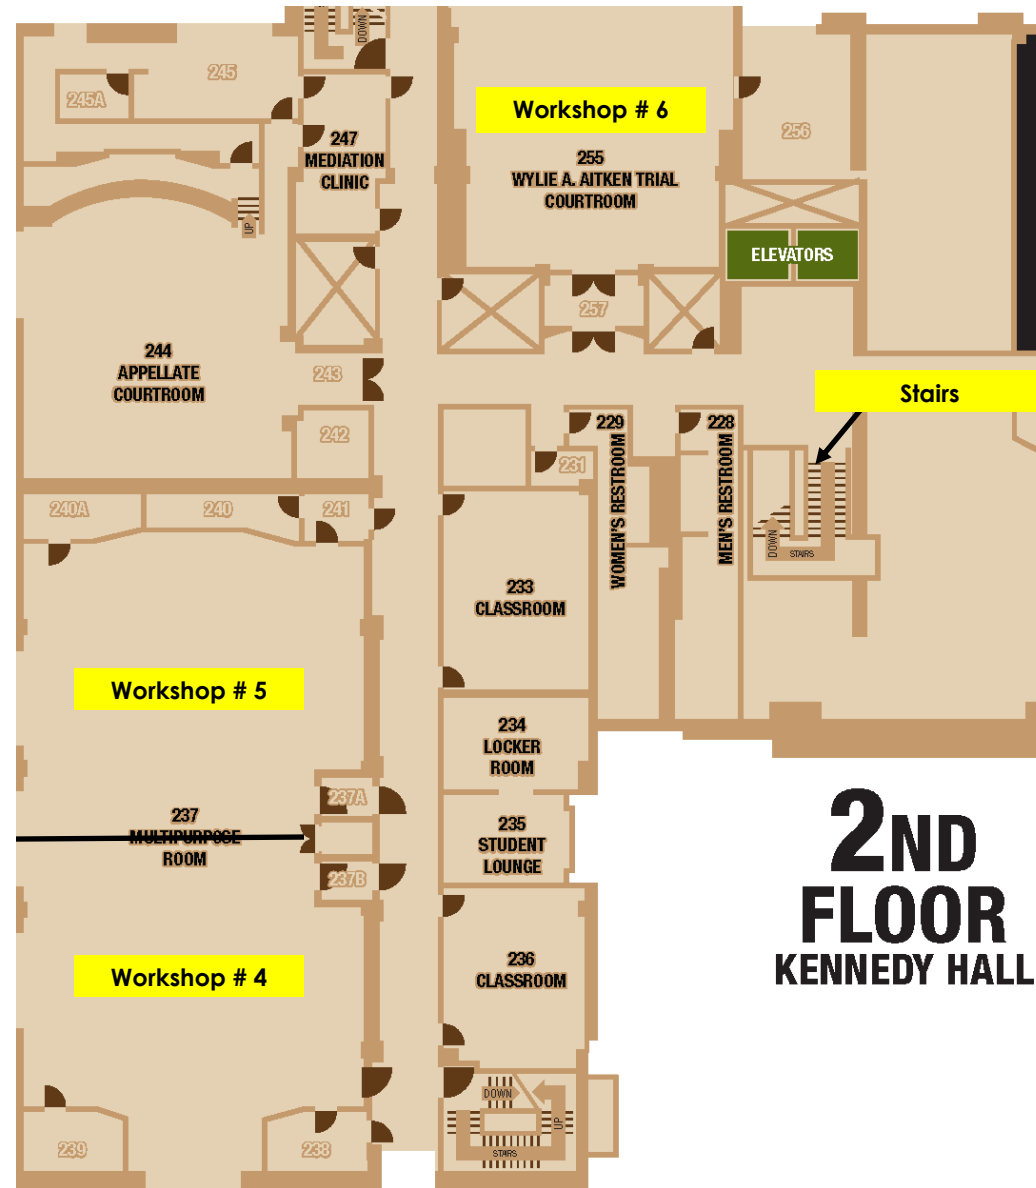 DOWN
245
245A
247
MEDIATION
CLINIC
UP
Workshop # 6
255
WYLIE A. AITKEN TRIAL
COURTROOM
256
ELEVATORS
257
244
APPELLATE
COURTROOM
243
242
Stairs
229
WOMEN'S RESTROOM
228
MEN'S RESTROOM
231
DOWN
STAIRS
240A
240
241
233
CLASSROOM
Workshop # 5
234
LOCKER
ROOM
237A
237
MULTIPURPOSE
ROOM
237B
235
STUDENT
LOUNGE
2ND
FLOOR
KENNEDY HALL
Workshop # 4
236
CLASSROOM
DOWN
UP
STAIRS
239
238